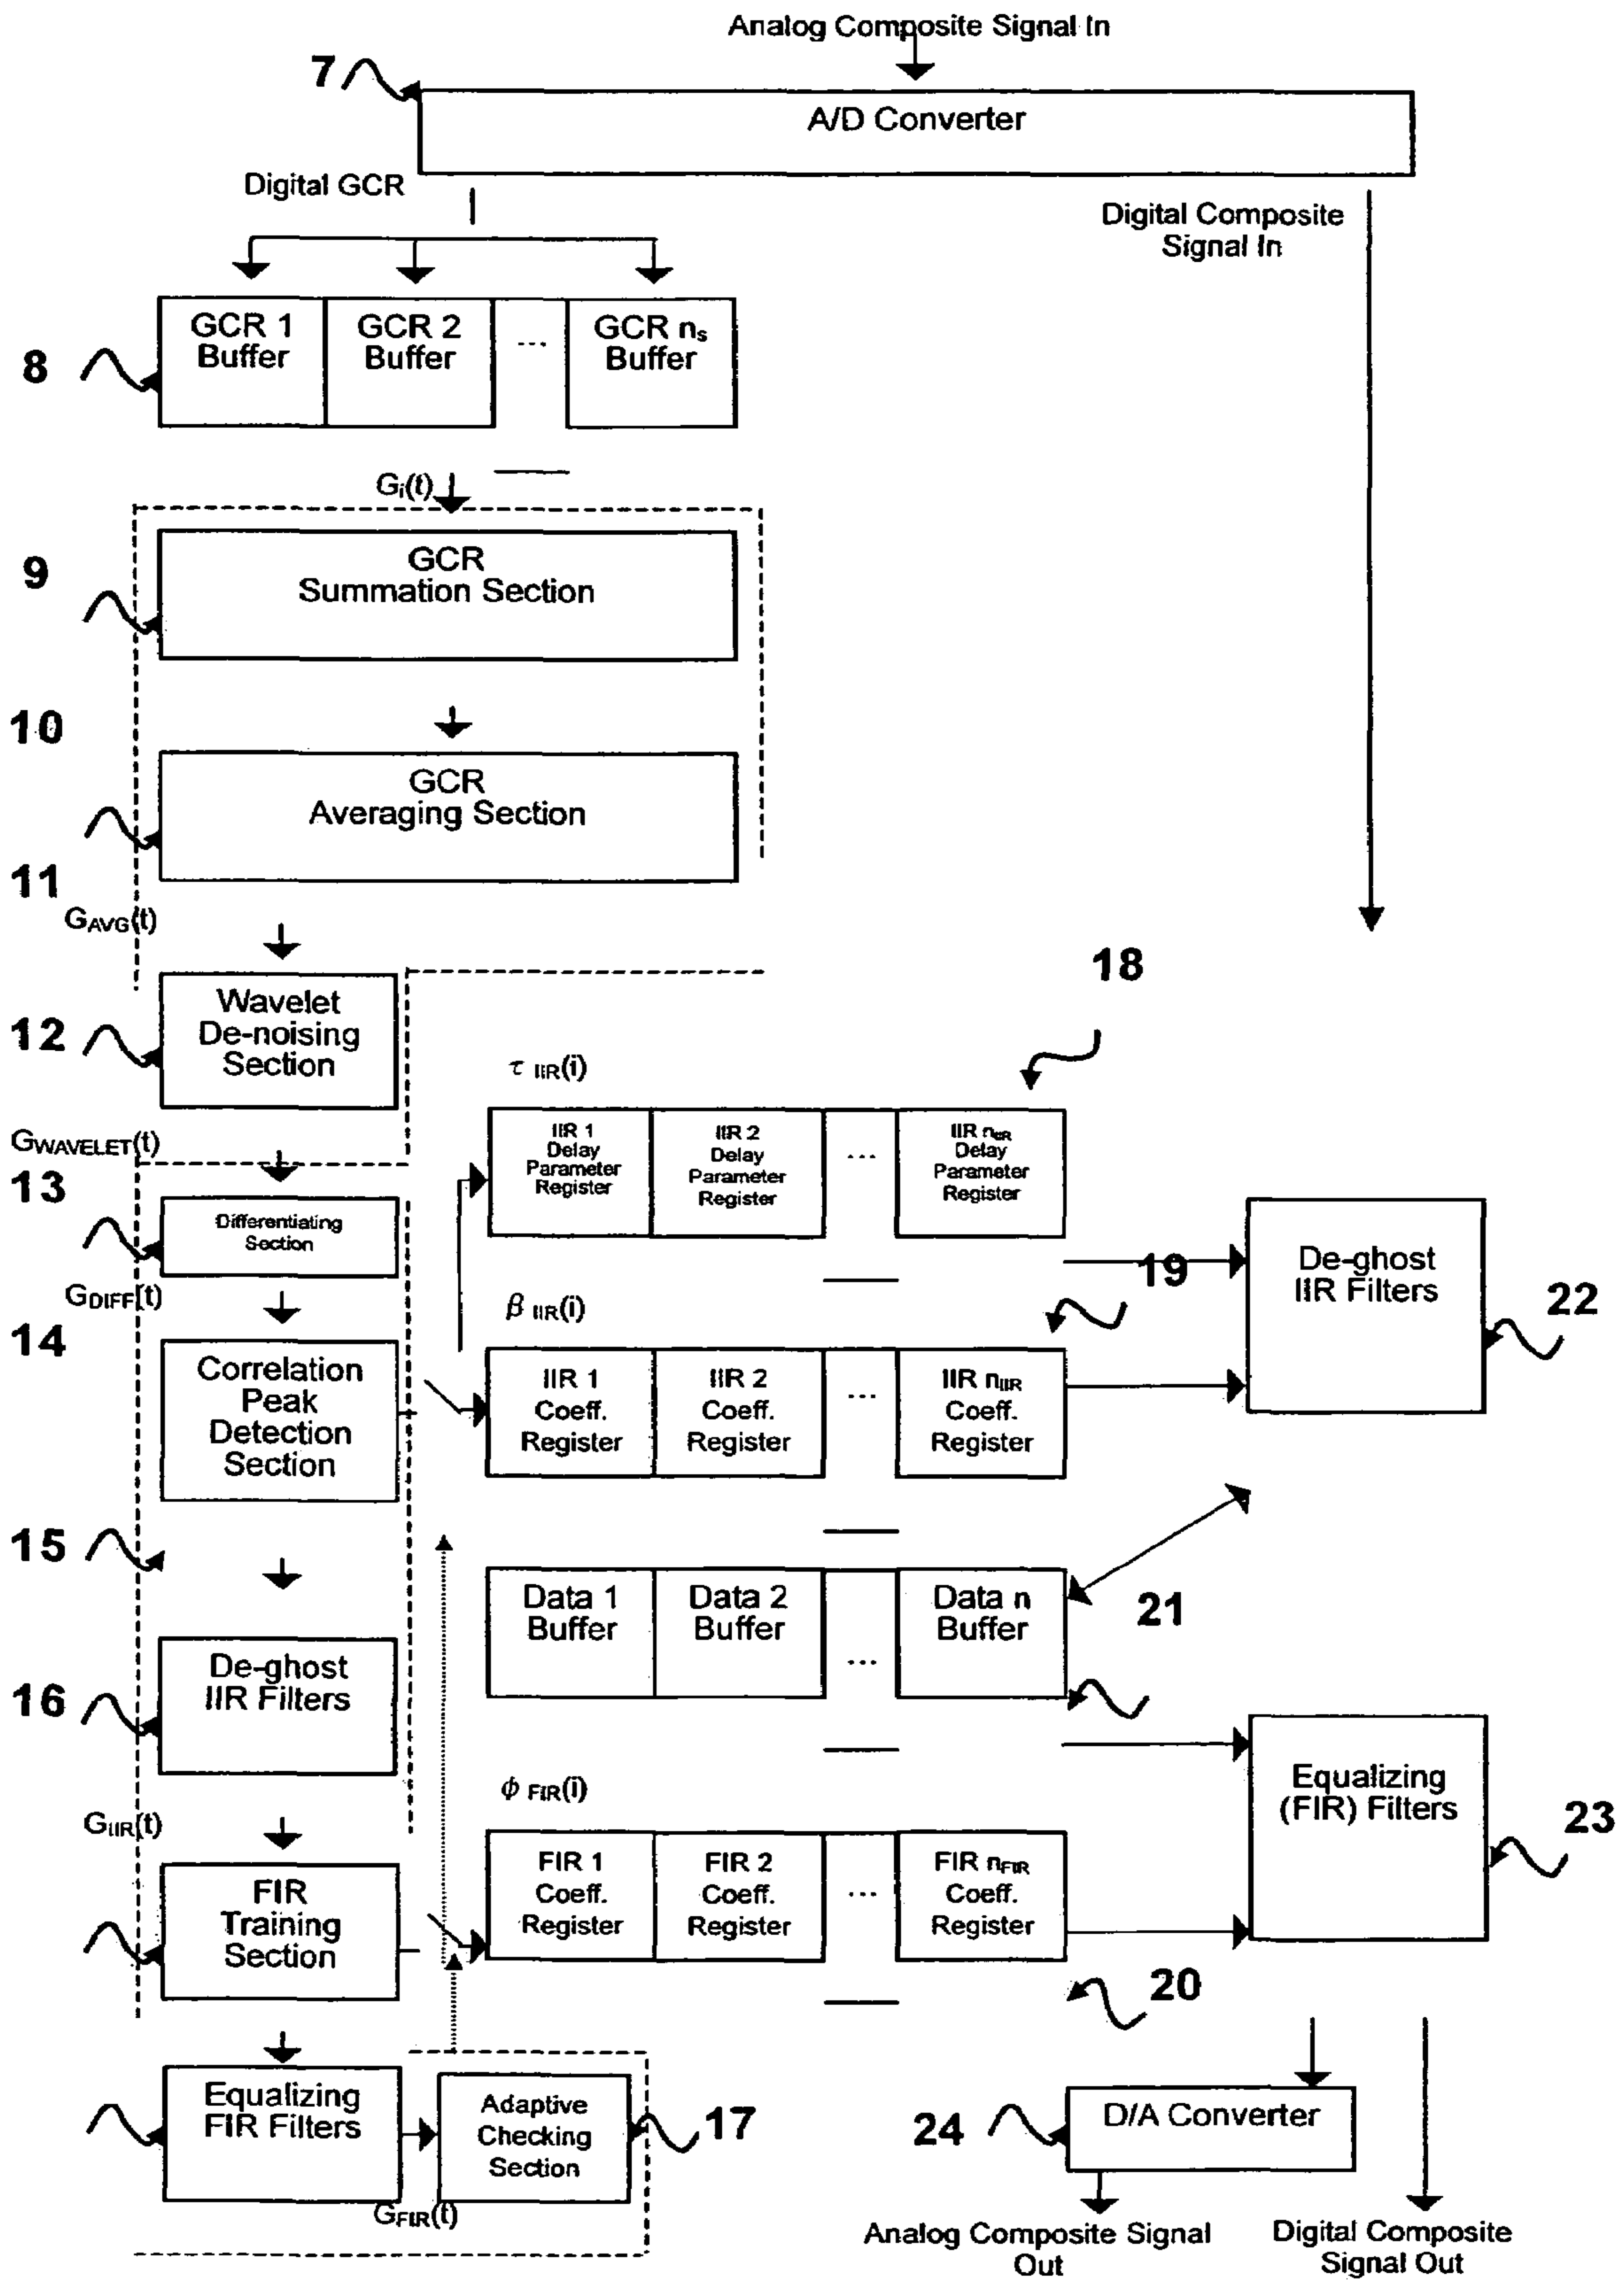 Analog Composite Signal In
7
A/D Converter
Digital GCR
Digital Composite
Signal In
GCR 1
Buffer
GCR 2
Buffer
...
GCR ns
Buffer
8
Gi(t)
9
GCR
Summation Section
10
GCR
Averaging Section
11
GAVG(t)
12
Wavelet
De-noising
Section
18
τ IIR(i)
IIR 1
Delay
Parameter
Register
IIR 2
Delay
Parameter
Register
...
IIR nIIR
Delay
Parameter
Register
GWAVELET(t)
13
Differentiating
Section
GDIFF(t)
19
De-ghost
IIR Filters
22
β IIR(i)
14
Correlation
Peak
Detection
Section
IIR 1
Coeff.
Register
IIR 2
Coeff.
Register
...
IIR nIIR
Coeff.
Register
15
Data 1
Buffer
Data 2
Buffer
...
Data n
Buffer
21
16
De-ghost
IIR Filters
φ FIR(i)
Equalizing
(FIR) Filters
23
GIIR(t)
FIR
Training
Section
FIR 1
Coeff.
Register
FIR 2
Coeff.
Register
...
FIR nFIR
Coeff.
Register
20
Equalizing
FIR Filters
Adaptive
Checking
Section
17
GFIR(t)
24
D/A Converter
Analog Composite Signal
Out
Digital Composite
Signal Out